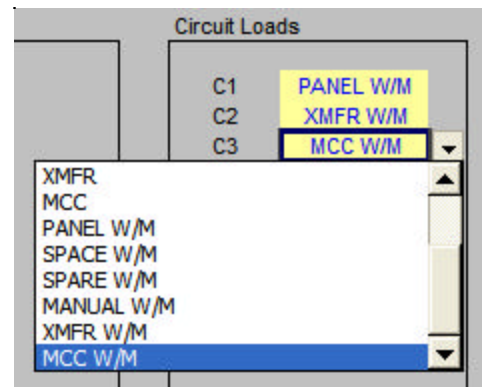 Circuit Loads
C1 PANEL W/M
C2 XMFR W/M
C3 MCC W/M
XMFR
MCC
PANEL W/M
SPACE W/M
SPARE W/M
MANUAL W/M
XMFR W/M
MCC W/M